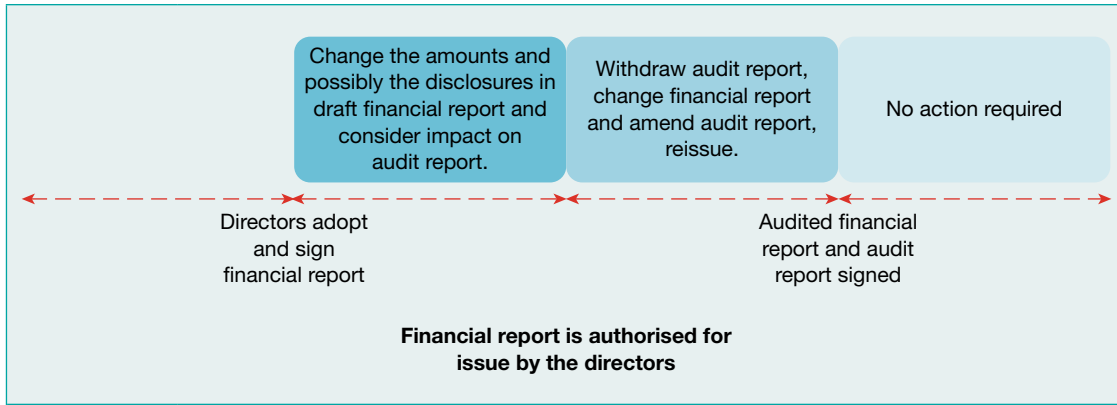 Change the amounts and
possibly the disclosures in
draft financial report and
consider impact on
audit report.
Withdraw audit report,
change financial report
and amend audit report,
reissue.
No action required
Directors adopt
and sign
financial report
Audited financial
report and audit
report signed
Financial report is authorised for
issue by the directors